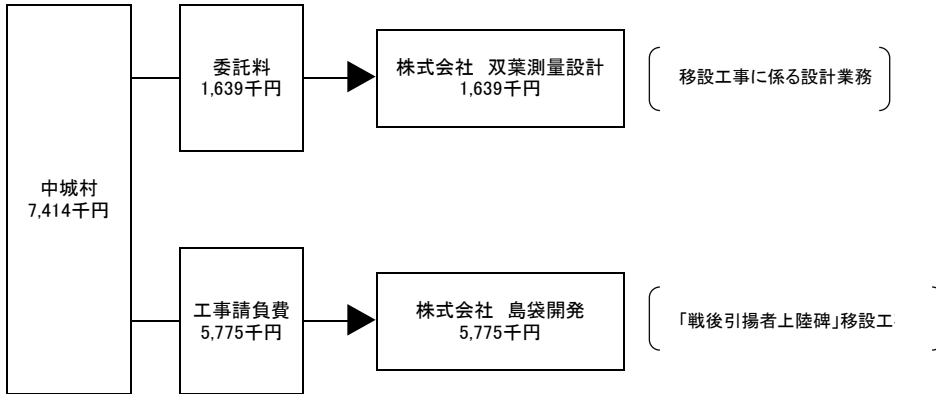 委託料
1,639千円
株式会社　双葉測量設計
1,639千円
移設工事に係る設計業務
中城村
7,414千円
工事請負費
5,775千円
株式会社　島袋開発
5,775千円
「戦後引揚者上陸碑」移設工